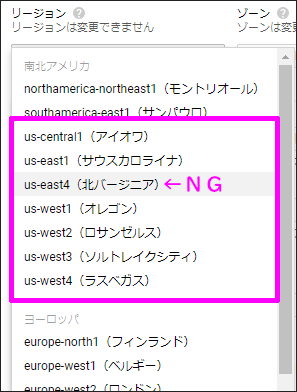 リージョン ?
リージョンは変更できません
ゾーン ?
ゾーンは変
南北アメリカ
northamerica-northeast1（モントリオール）
southamerica-east1（サンパウロ）
us-central1（アイオワ）
us-east1（サウスカロライナ）
us-east4（北バージニア）←ＮＧ
us-west1（オレゴン）
us-west2（ロサンゼルス）
us-west3（ソルトレイクシティ）
us-west4（ラスベガス）
ヨーロッパ
europe-north1（フィンランド）
europe-west1（ベルギー）
europe-west2（ロンドン）